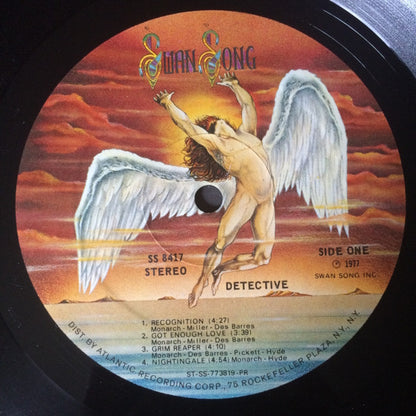 Swan Song
SS 8417
STEREO
SIDE ONE
℗ 1977
SWAN SONG INC.
DETECTIVE
1. RECOGNITION (4:27)
Monarch-Miller-Des Barres
2. GOT ENOUGH LOVE (3:39)
Monarch-Miller-Des Barres
3. GRIM REAPER (4:10)
Monarch-Des Barres-Pickett-Hyde
4. NIGHTINGALE (4:54) Monarch-Hyde
ST-SS-773819-PR
DIST. BY ATLANTIC RECORDING CORP., 75 ROCKEFELLER PLAZA, N.Y., N.Y.